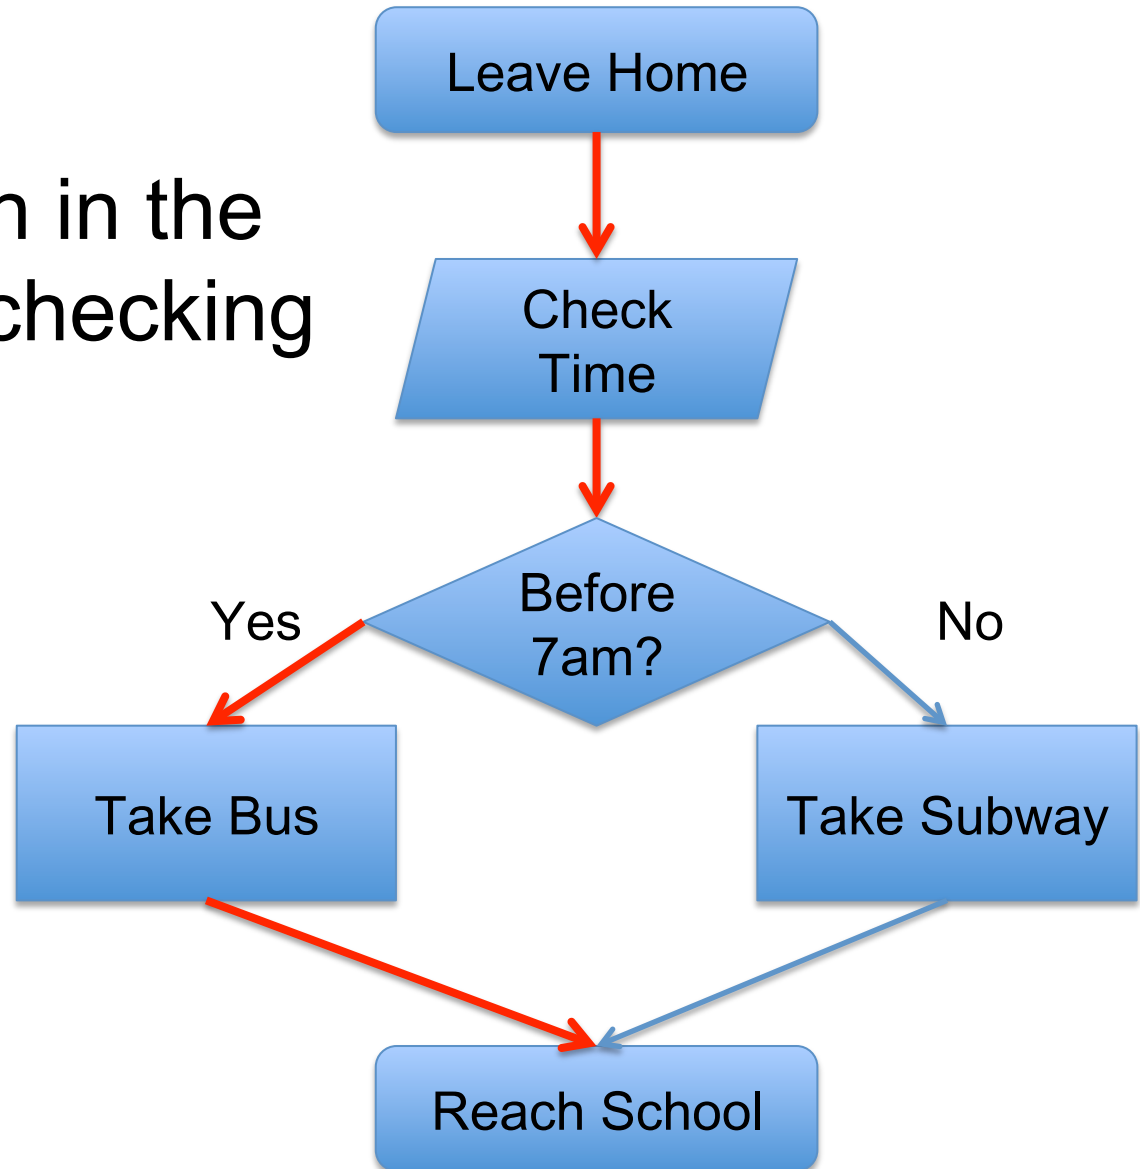 Leave Home
in the
checking
Check
Time
Before
7am?
Yes
No
Take Bus
Take Subway
Reach School